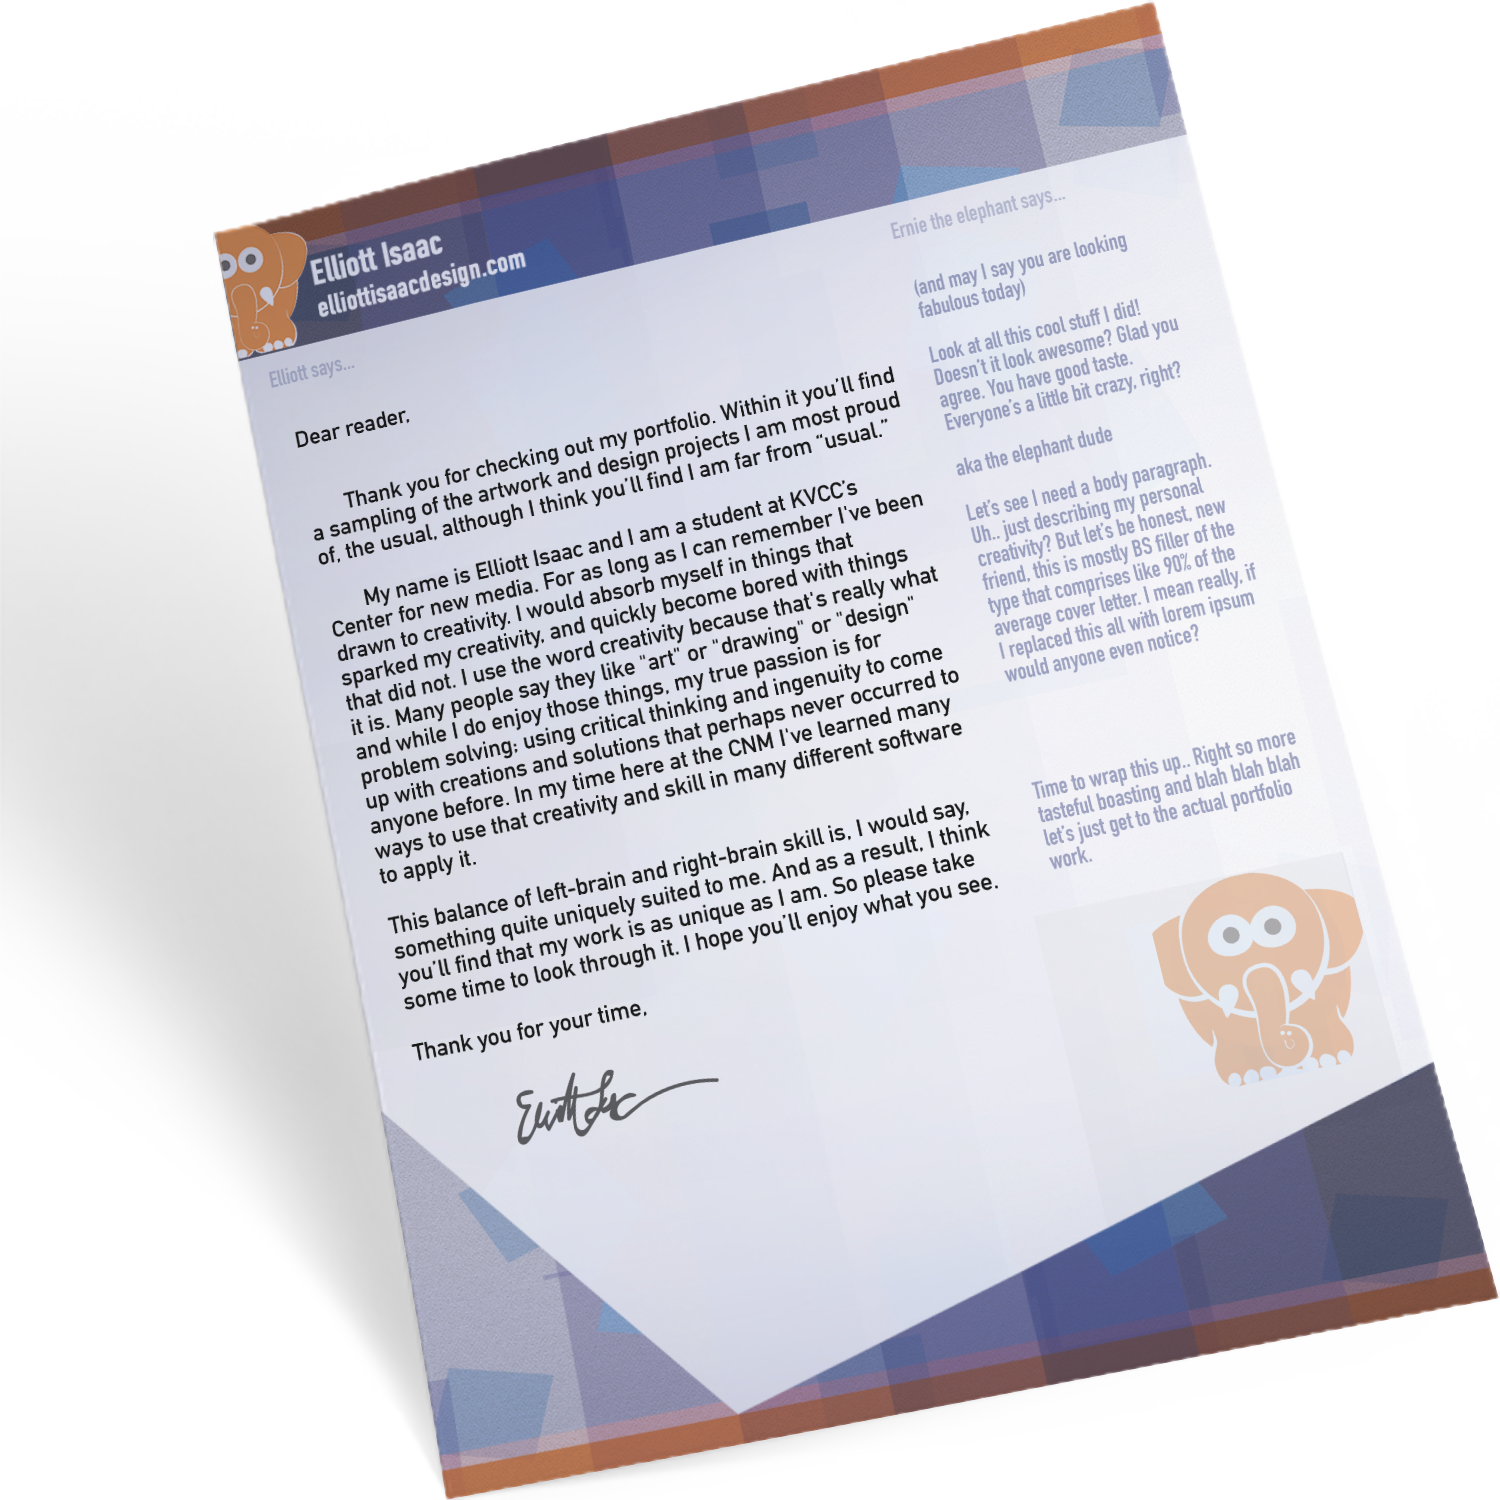 Elliott Isaac
elliottisaacdesign.com
Elliott says...
Dear reader,
Thank you for checking out my portfolio. Within it you'll find
a sampling of the artwork and design projects I am most proud
of, the usual, although I think you'll find I am far from “usual.”
My name is Elliott Isaac and I am a student at KVCC's
Center for new media. For as long as I can remember I've been
drawn to creativity. I would absorb myself in things that
sparked my creativity, and quickly become bored with things
that did not. I use the word creativity because that's really what
it is. Many people say they like "art" or "drawing" or "design"
and while I do enjoy those things, my true passion is for
problem solving; using critical thinking and ingenuity to come
up with creations and solutions that perhaps never occurred to
anyone before. In my time here at the CNM I've learned many
ways to use that creativity and skill in many different software
to apply it.
This balance of left-brain and right-brain skill is, I would say,
something quite uniquely suited to me. And as a result, I think
you'll find that my work is as unique as I am. So please take
some time to look through it. I hope you'll enjoy what you see.
Thank you for your time,
Elliott Isaac
Ernie the elephant says...
(and may I say you are looking
fabulous today)
Look at all this cool stuff I did!
Doesn't it look awesome? Glad you
agree. You have good taste.
Everyone's a little bit crazy, right?
aka the elephant dude
Let's see I need a body paragraph.
Uh.. just describing my personal
creativity? But let's be honest, new
friend, this is mostly BS filler of the
type that comprises like 90% of the
average cover letter. I mean really, if
I replaced this all with lorem ipsum
would anyone even notice?
Time to wrap this up.. Right so more
tasteful boasting and blah blah blah
let's just get to the actual portfolio
work.